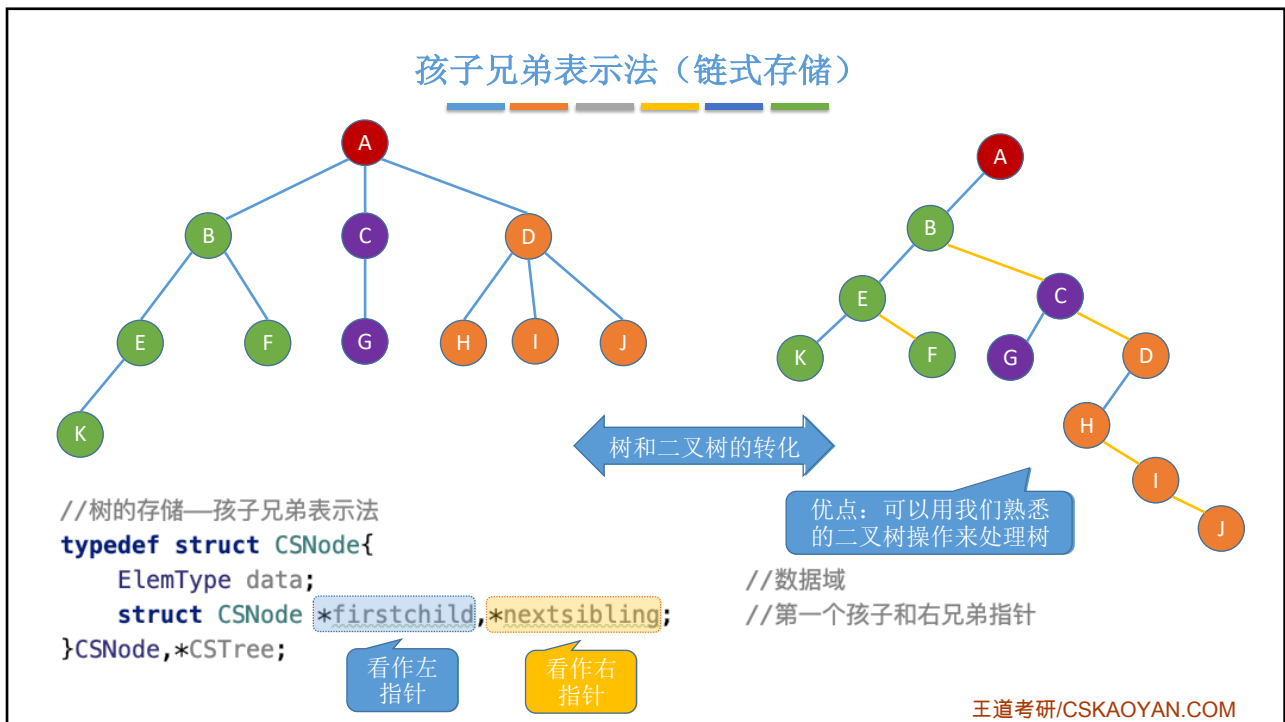 孩子兄弟表示法（链式存储）
A
B
C
D
E
F
G
H
I
J
K
A
B
E
C
K
F
G
D
H
I
J
树和二叉树的转化
优点：可以用我们熟悉
的二叉树操作来处理树
//树的存储——孩子兄弟表示法
typedef struct CSNode{
ElemType data; //数据域
struct CSNode *firstchild,*nextsibling; //第一个孩子和右兄弟指针
}CSNode,*CSTree;
看作左
指针
看作右
指针
王道考研/CSKAOYAN.COM